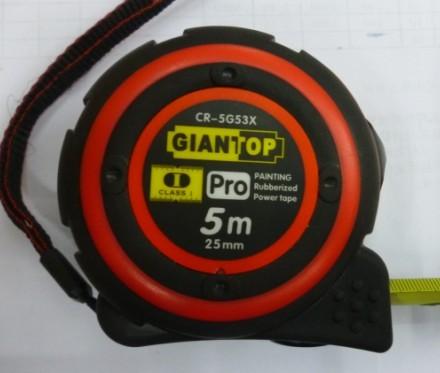 CR-5G53X
GIANTOP
CLASS I
Pro
PAINTING
Rubberized
Power tape
5m
25mm